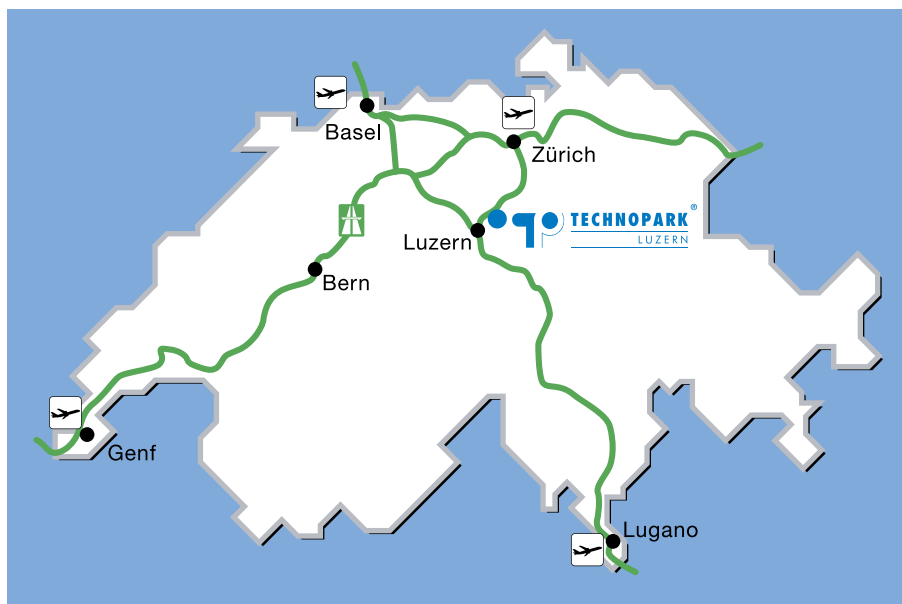 Basel
Zürich
TECHNOPARK®
LUZERN
Luzern
Bern
Genf
Lugano